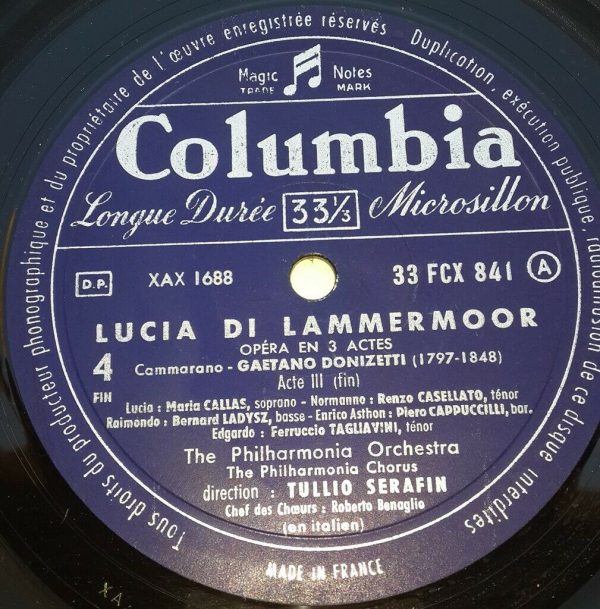 Tous droits du producteur phonographique et du propriétaire de l'œuvre enregistrée réservés Duplication, exécution publique, radiodiffusion de ce disque interdites
Magic Notes
TRADE MARK
Columbia
Longue Durée 33 1/3 Microsillon
D.P. XAX 1688 33 FCX 841 A
LUCIA DI LAMMERMOOR
OPÉRA EN 3 ACTES
4 Cammarano - GAETANO DONIZETTI (1797-1848)
FIN Acte III (fin)
Lucia : Maria CALLAS, soprano - Normanno : Renzo CASELLATO, ténor
Raimondo : Bernard LADYSZ, basse - Enrico Asthon : Piero CAPPUCCILLI, bar.
Edgardo : Ferruccio TAGLIAVINI, ténor
The Philharmonia Orchestra
The Philharmonia Chorus
direction : TULLIO SERAFIN
Chef des Chœurs : Roberto Benaglio
(en italien)
MADE IN FRANCE
XA